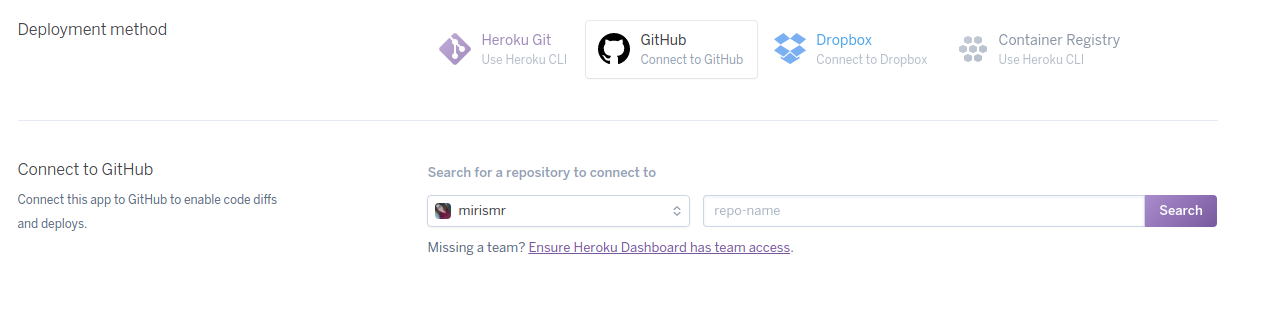 Deployment method
Heroku Git
Use Heroku CLI
GitHub
Connect to GitHub
Dropbox
Connect to Dropbox
Container Registry
Use Heroku CLI
Connect to GitHub
Connect this app to GitHub to enable code diffs
and deploys.
Search for a repository to connect to
mirismr
repo-name
Search
Missing a team? Ensure Heroku Dashboard has team access.